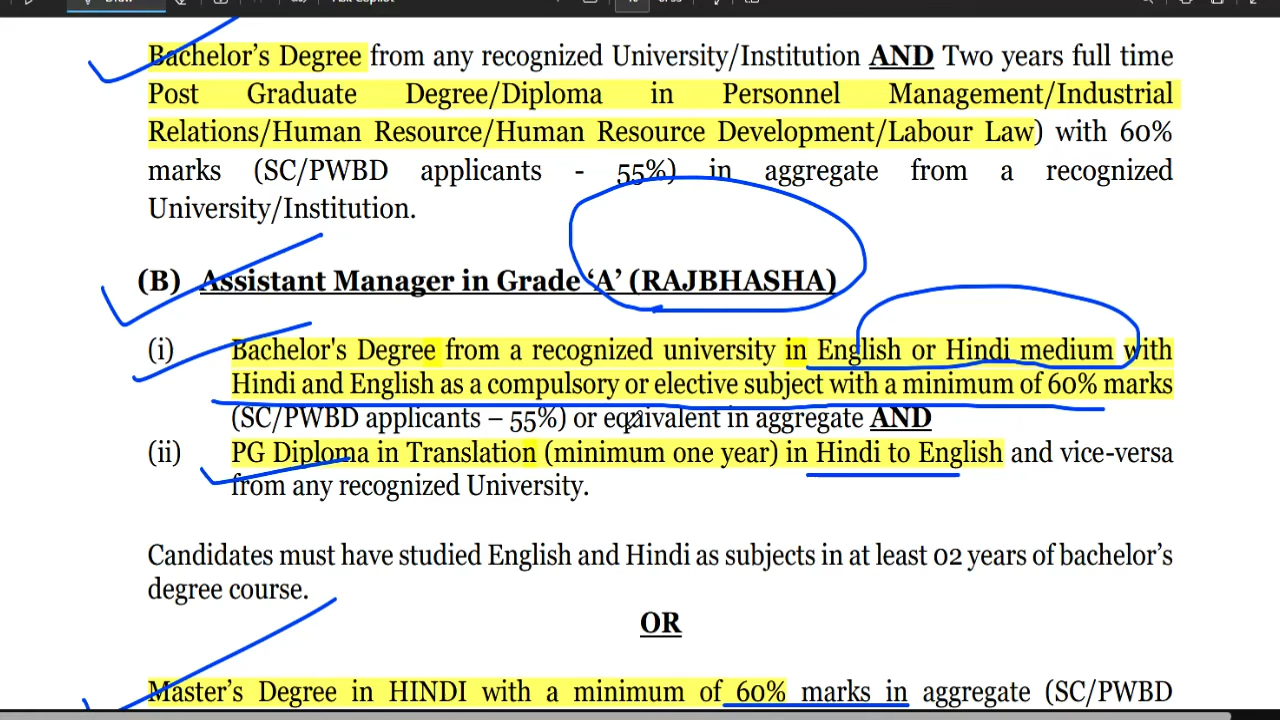 Bachelor's Degree from any recognized University/Institution AND Two years full time
Post Graduate Degree/Diploma in Personnel Management/Industrial
Relations/Human Resource/Human Resource Development/Labour Law) with 60%
marks (SC/PWBD applicants - 55%) in aggregate from a recognized
University/Institution.
(B) Assistant Manager in Grade 'A' (RAJBHASHA)
(i) Bachelor's Degree from a recognized university in English or Hindi medium with
Hindi and English as a compulsory or elective subject with a minimum of 60% marks
(SC/PWBD applicants – 55%) or equivalent in aggregate AND
(ii) PG Diploma in Translation (minimum one year) in Hindi to English and vice-versa
from any recognized University.
Candidates must have studied English and Hindi as subjects in at least 02 years of bachelor's
degree course.
OR
Master's Degree in HINDI with a minimum of 60% marks in aggregate (SC/PWBD